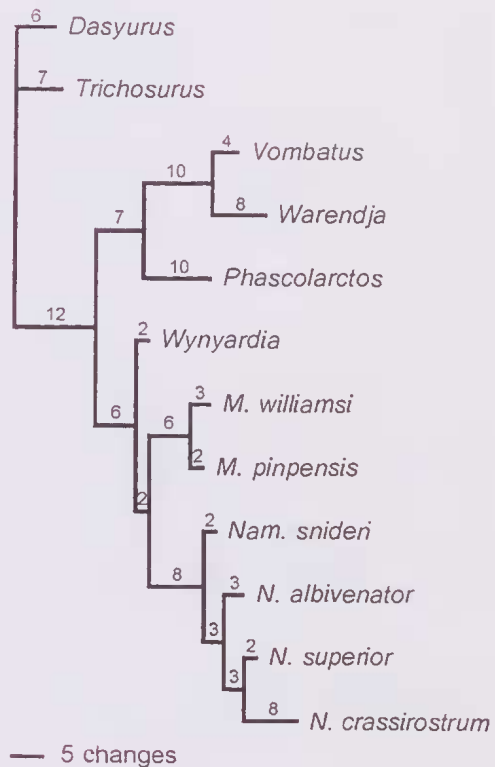 6 Dasyurus
7 Trichosurus
4 Vombatus
10
8 Warendja
7
10 Phascolarctos
12
2 Wynyardia
3 M. williamsi
6 6
2 M. pinpensis
2
2 Nam. snideri
8
3 N. albivenator
3
2 N. superior
3
8 N. crassirostrum
5 changes